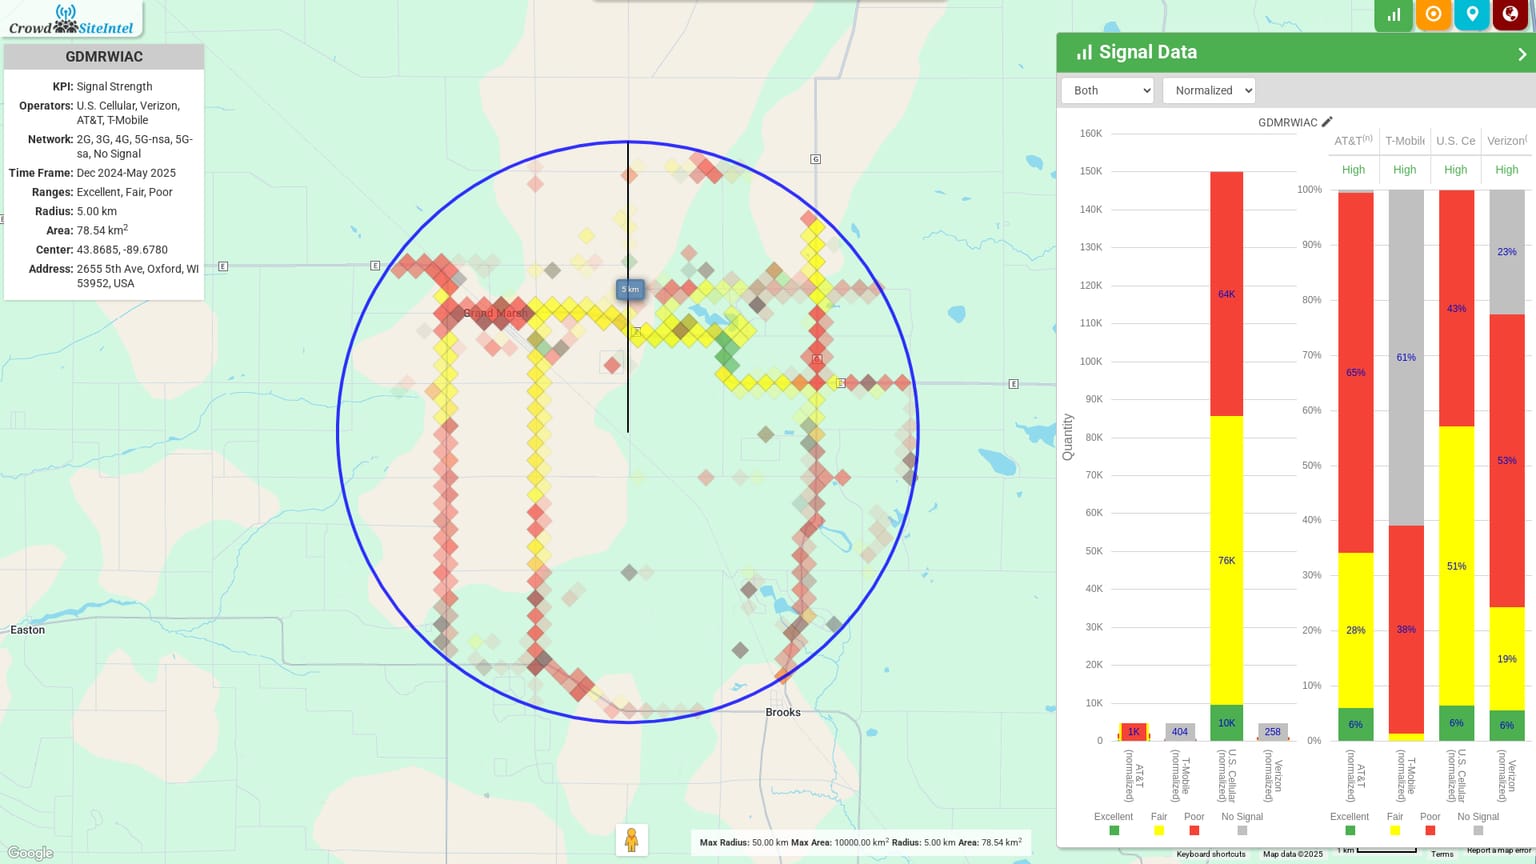 Crowd SiteIntel
GDMRWIAC
KPI: Signal Strength
Operators: U.S. Cellular, Verizon,
AT&T, T-Mobile
Network: 2G, 3G, 4G, 5G-nsa, 5G-
sa, No Signal
Time Frame: Dec 2024-May 2025
Ranges: Excellent, Fair, Poor
Radius: 5.00 km
Area: 78.54 km²
Center: 43.8685, -89.6780
Address: 2655 5th Ave, Oxford, WI
53952, USA
G
E
E
5 km
Grand Marsh
E
G
E
E
Easton
Brooks
Google
Max Radius: 50.00 km Max Area: 10000.00 km² Radius: 5.00 km Area: 78.54 km²
Signal Data
Both
Normalized
GDMRWIAC
Quantity
160K
150K
140K
130K
120K
110K
100K
90K
80K
70K
60K
50K
40K
30K
20K
10K
0
64K
76K
10K
1K
404
258
AT&T (normalized)
T-Mobile (normalized)
U.S. Cellular (normalized)
Verizon (normalized)
Excellent Fair Poor No Signal
AT&T(n) T-Mobile U.S. Ce Verizon(
High High High High
100%
90%
80%
70%
60%
50%
40%
30%
20%
10%
0%
65%
28%
6%
61%
38%
43%
51%
6%
23%
53%
19%
6%
AT&T (normalized)
T-Mobile (normalized)
U.S. Cellular (normalized)
Verizon (normalized)
Excellent Fair Poor No Signal
Keyboard shortcuts Map data ©2025 1 km Terms Report a map error